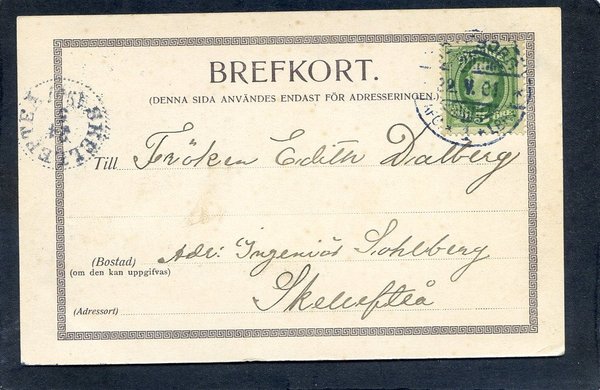 BREFKORT.
(DENNA SIDA ANVÄNDES ENDAST FÖR ADRESSERINGEN.)
Till Fröken Edith Dalberg
(Bostad) Adr: Ingeniör Sohlberg
(om den kan uppgifvas)
(Adressort) Skellefteå